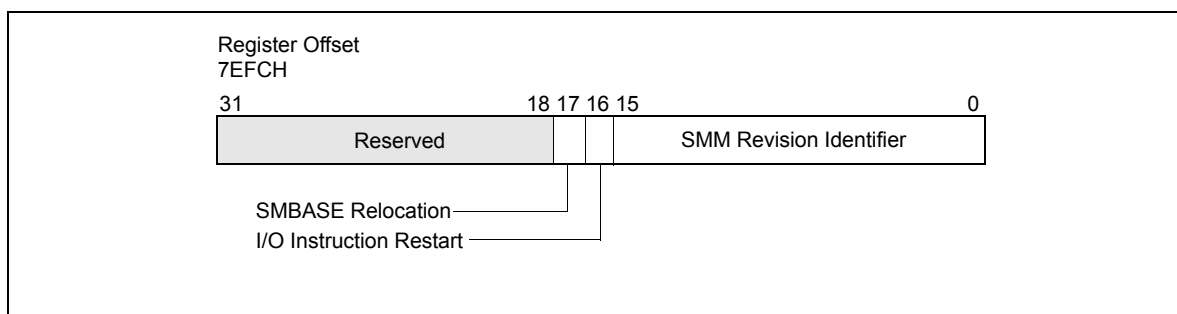 Register Offset
7EFCH
31 18 17 16 15 0
Reserved SMM Revision Identifier
SMBASE Relocation
I/O Instruction Restart